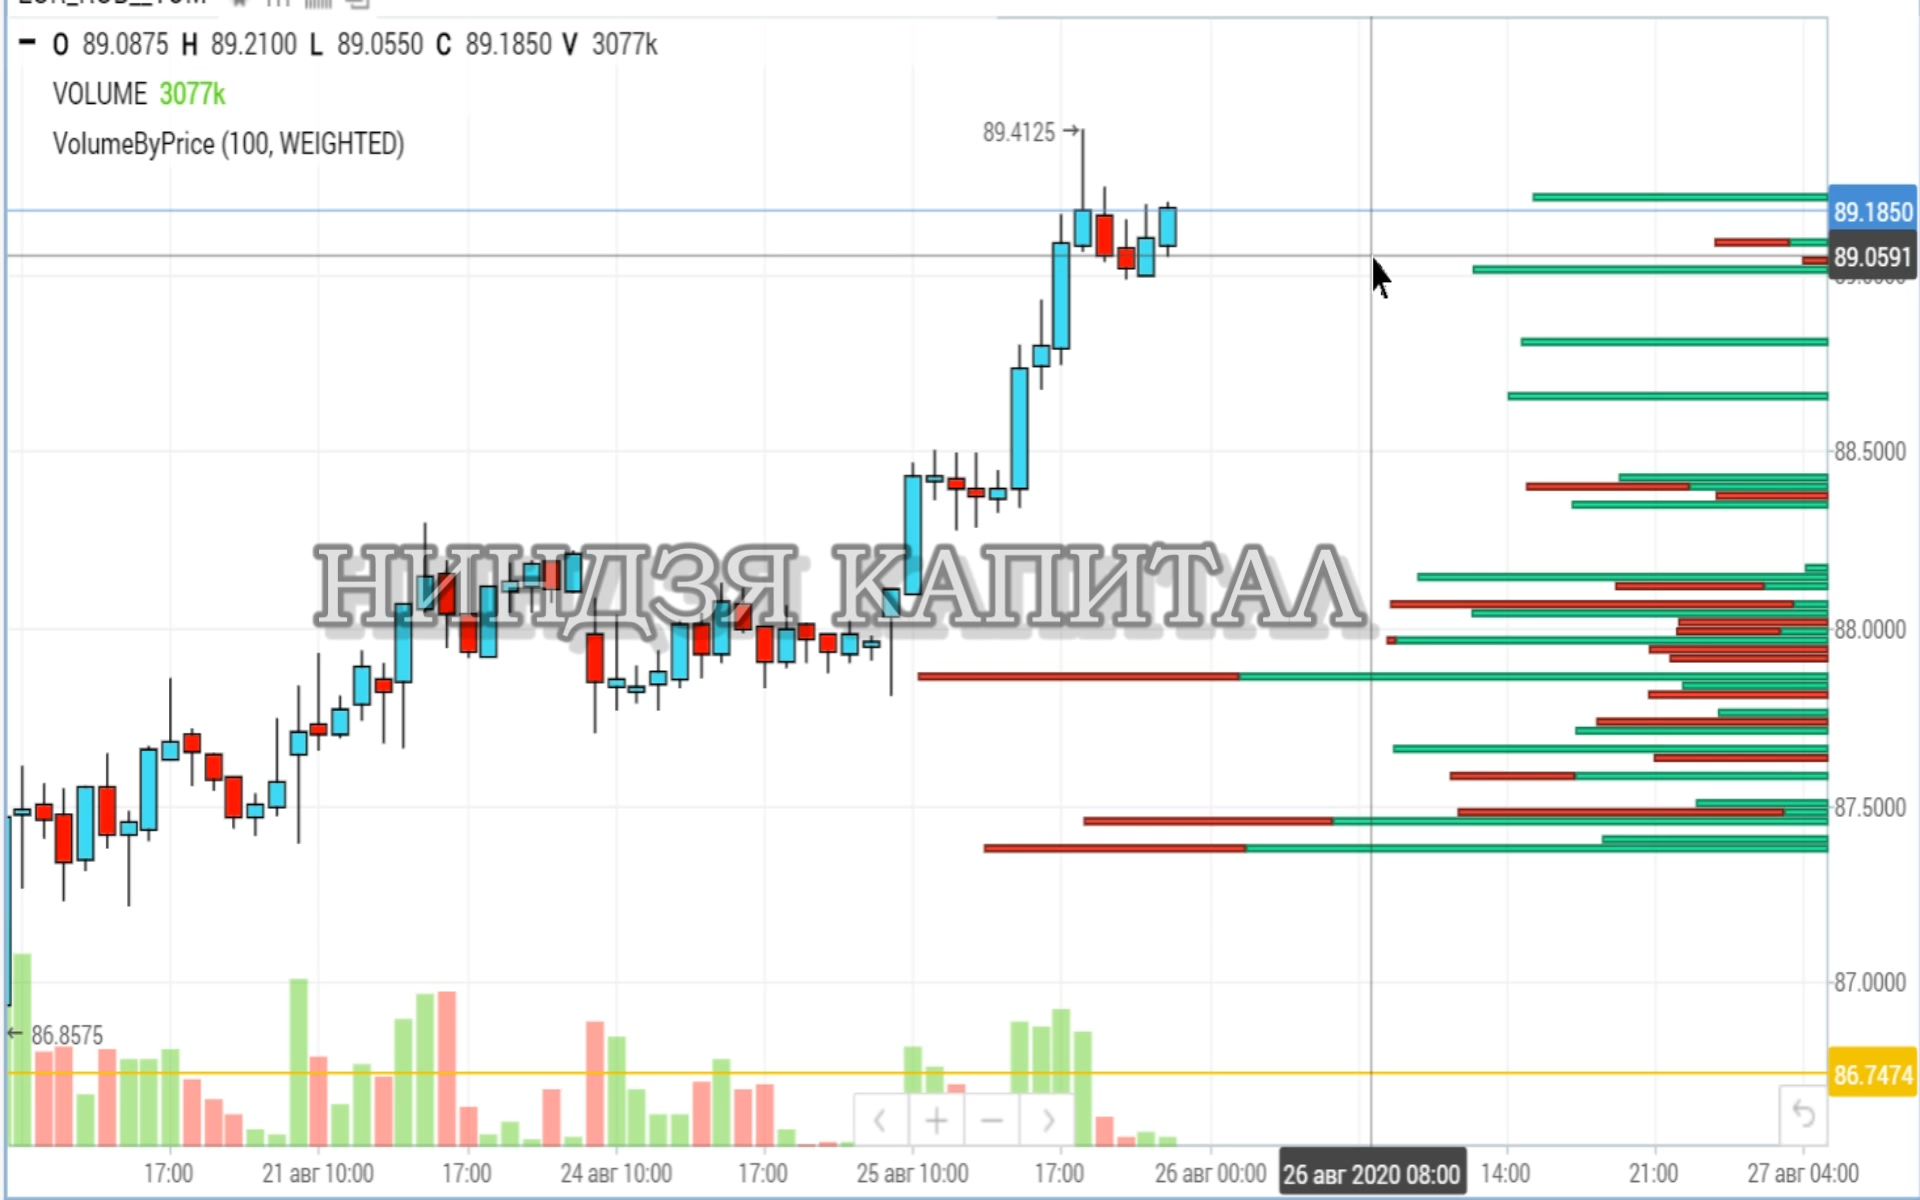 O 89.0875 H 89.2100 L 89.0550 C 89.1850 V 3077k
VOLUME 3077k
VolumeByPrice (100, WEIGHTED)
89.4125
89.1850
89.0591
88.5000
НИНДЗЯ КАПИТАЛ
88.0000
87.5000
87.0000
86.8575
86.7474
17:00 21 авг 10:00 17:00 24 авг 10:00 17:00 25 авг 10:00 17:00 26 авг 00:00 26 авг 2020 08:00 14:00 21:00 27 авг 04:00